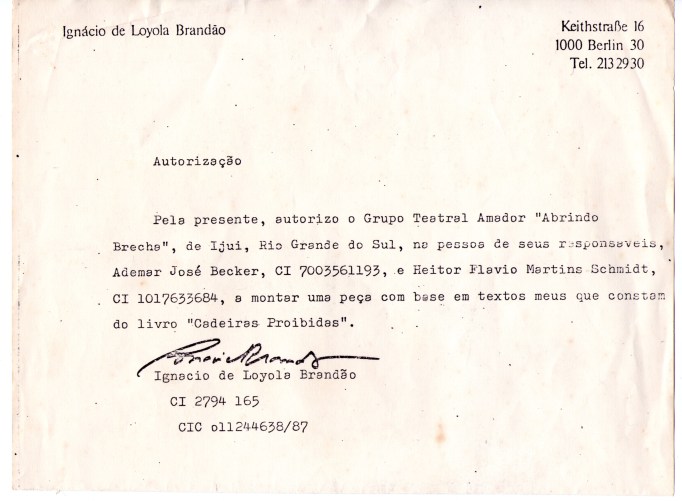 Ignácio de Loyola Brandão
Keithstraße 16
1000 Berlin 30
Tel. 2132930
Autorização
Pela presente, autorizo o Grupo Teatral Amador "Abrindo
Brecha", de Ijui, Rio Grande do Sul, na pessoa de seus responsaveis,
Ademar José Becker, CI 7003561193, e Heitor Flavio Martins Schmidt,
CI 1017633684, a montar uma peça com base em textos meus que constam
do livro "Cadeiras Proibidas".
Ignacio de Loyola Brandão
CI 2794 165
CIC o11244638/87